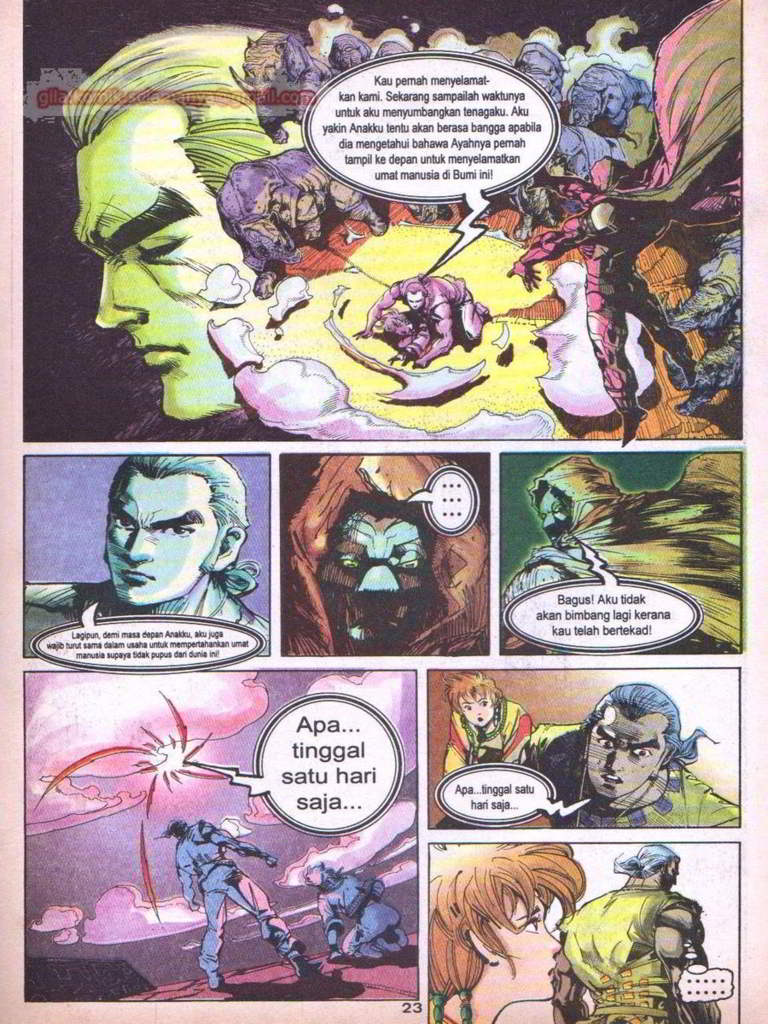 Kau pernah menyelamat-
kan kami. Sekarang sampailah waktunya
untuk aku menyumbangkan tenagaku. Aku
yakin Anakku tentu akan berasa bangga apabila
dia mengetahui bahawa Ayahnya pernah
tampil ke depan untuk menyelamatkan
umat manusia di Bumi ini!
Lagipun, demi masa depan Anakku, aku juga
wajib turut sama dalam usaha untuk mempertahankan umat
manusia supaya tidak pupus dari dunia ini!
......
Bagus! Aku tidak
akan bimbang lagi kerana
kau telah bertekad!
Apa...
tinggal
satu hari
saja...
Apa...tinggal satu
hari saja...
......
23